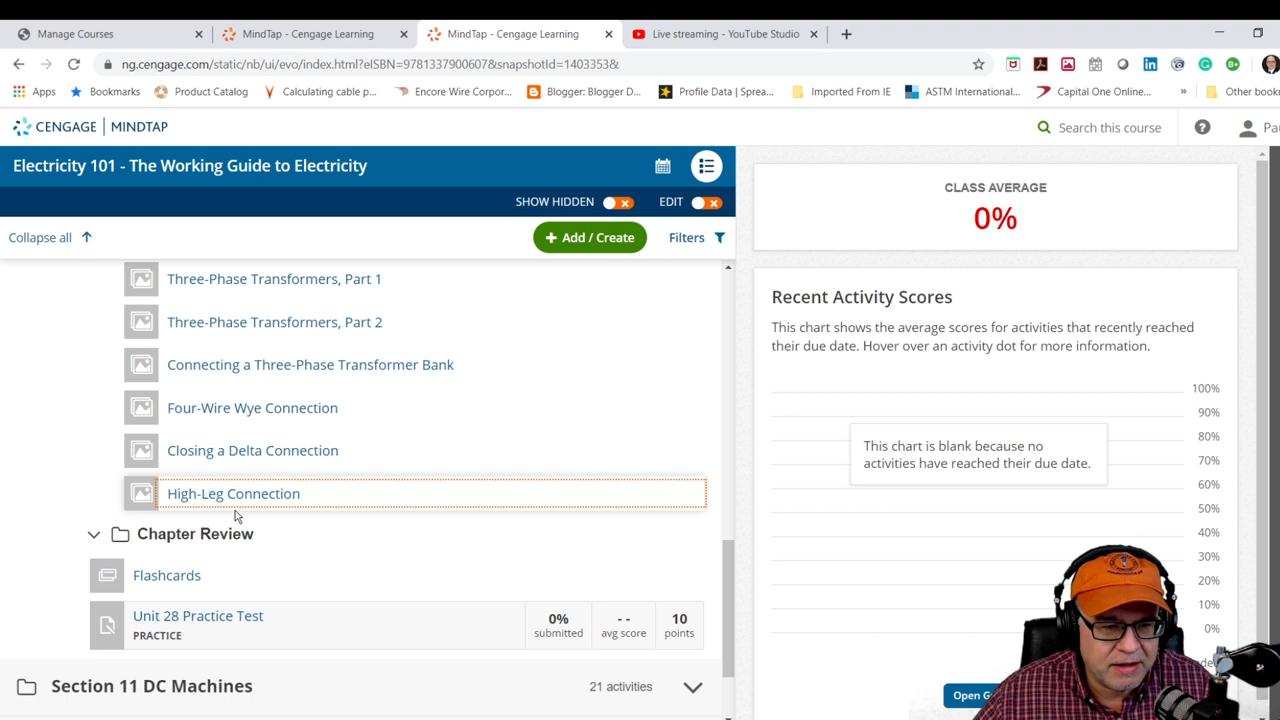 Manage Courses
MindTap - Cengage Learning
MindTap - Cengage Learning
Live streaming - YouTube Studio
ng.cengage.com/static/nb/ui/evo/index.html?eISBN=9781337900607&snapshotId=1403353&
Apps
Bookmarks
Product Catalog
Calculating cable p...
Encore Wire Corpor...
Blogger: Blogger D...
Profile Data | Sprea...
Imported From IE
ASTM International...
Capital One Online...
»
Other book
CENGAGE | MINDTAP
Search this course
Electricity 101 - The Working Guide to Electricity
SHOW HIDDEN
EDIT
Collapse all
+ Add / Create
Filters
Three-Phase Transformers, Part 1
Three-Phase Transformers, Part 2
Connecting a Three-Phase Transformer Bank
Four-Wire Wye Connection
Closing a Delta Connection
High-Leg Connection
Chapter Review
Flashcards
Unit 28 Practice Test
PRACTICE
0%
submitted
- -
avg score
10
points
Section 11 DC Machines
21 activities
CLASS AVERAGE
0%
Recent Activity Scores
This chart shows the average scores for activities that recently reached
their due date. Hover over an activity dot for more information.
100%
90%
80%
70%
60%
50%
40%
30%
20%
10%
0%
This chart is blank because no
activities have reached their due date.
Open